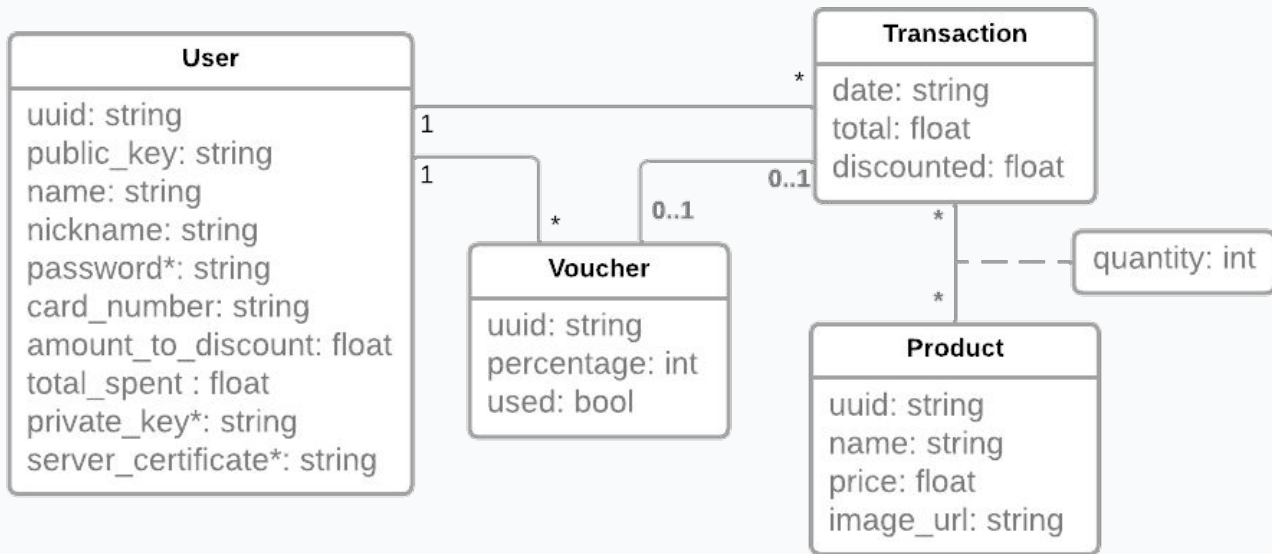 User
uuid: string
public_key: string
name: string
nickname: string
password*: string
card_number: string
amount_to_discount: float
total_spent : float
private_key*: string
server_certificate*: string
1
*
1
*
0..1
0..1
Voucher
uuid: string
percentage: int
used: bool
Transaction
date: string
total: float
discounted: float
*
*
quantity: int
Product
uuid: string
name: string
price: float
image_url: string